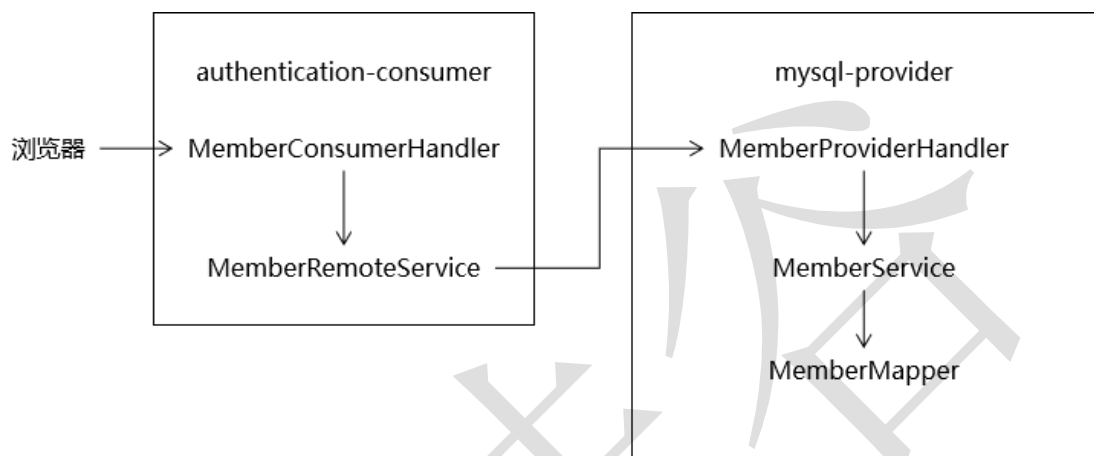 authentication-consumer
浏览器
MemberConsumerHandler
MemberRemoteService
mysql-provider
MemberProviderHandler
MemberService
MemberMapper